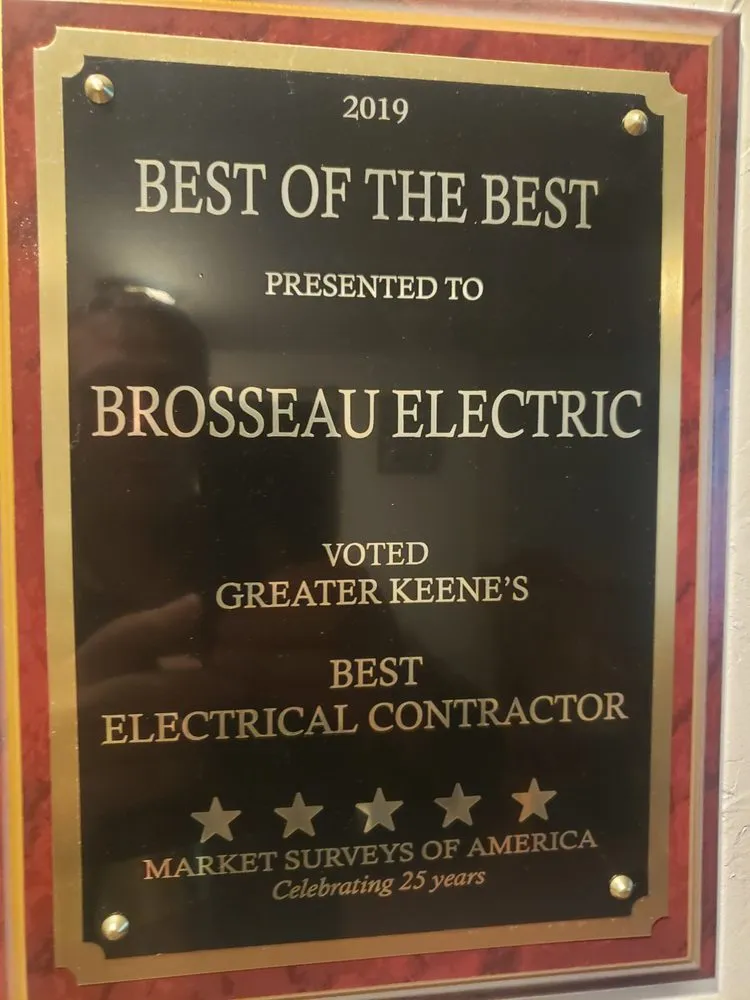 2019
BEST OF THE BEST
PRESENTED TO
BROSSEAU ELECTRIC
VOTED
GREATER KEENE'S
BEST
ELECTRICAL CONTRACTOR
MARKET SURVEYS OF AMERICA
Celebrating 25 years